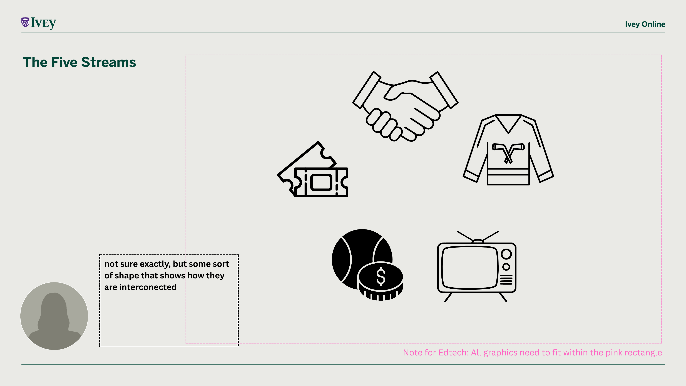 IVEY
Ivey Online
The Five Streams
$
not sure exactly, but some sort
of shape that shows how they
are interconected
Note for Edtech: ALL graphics need to fit within the pink rectangle